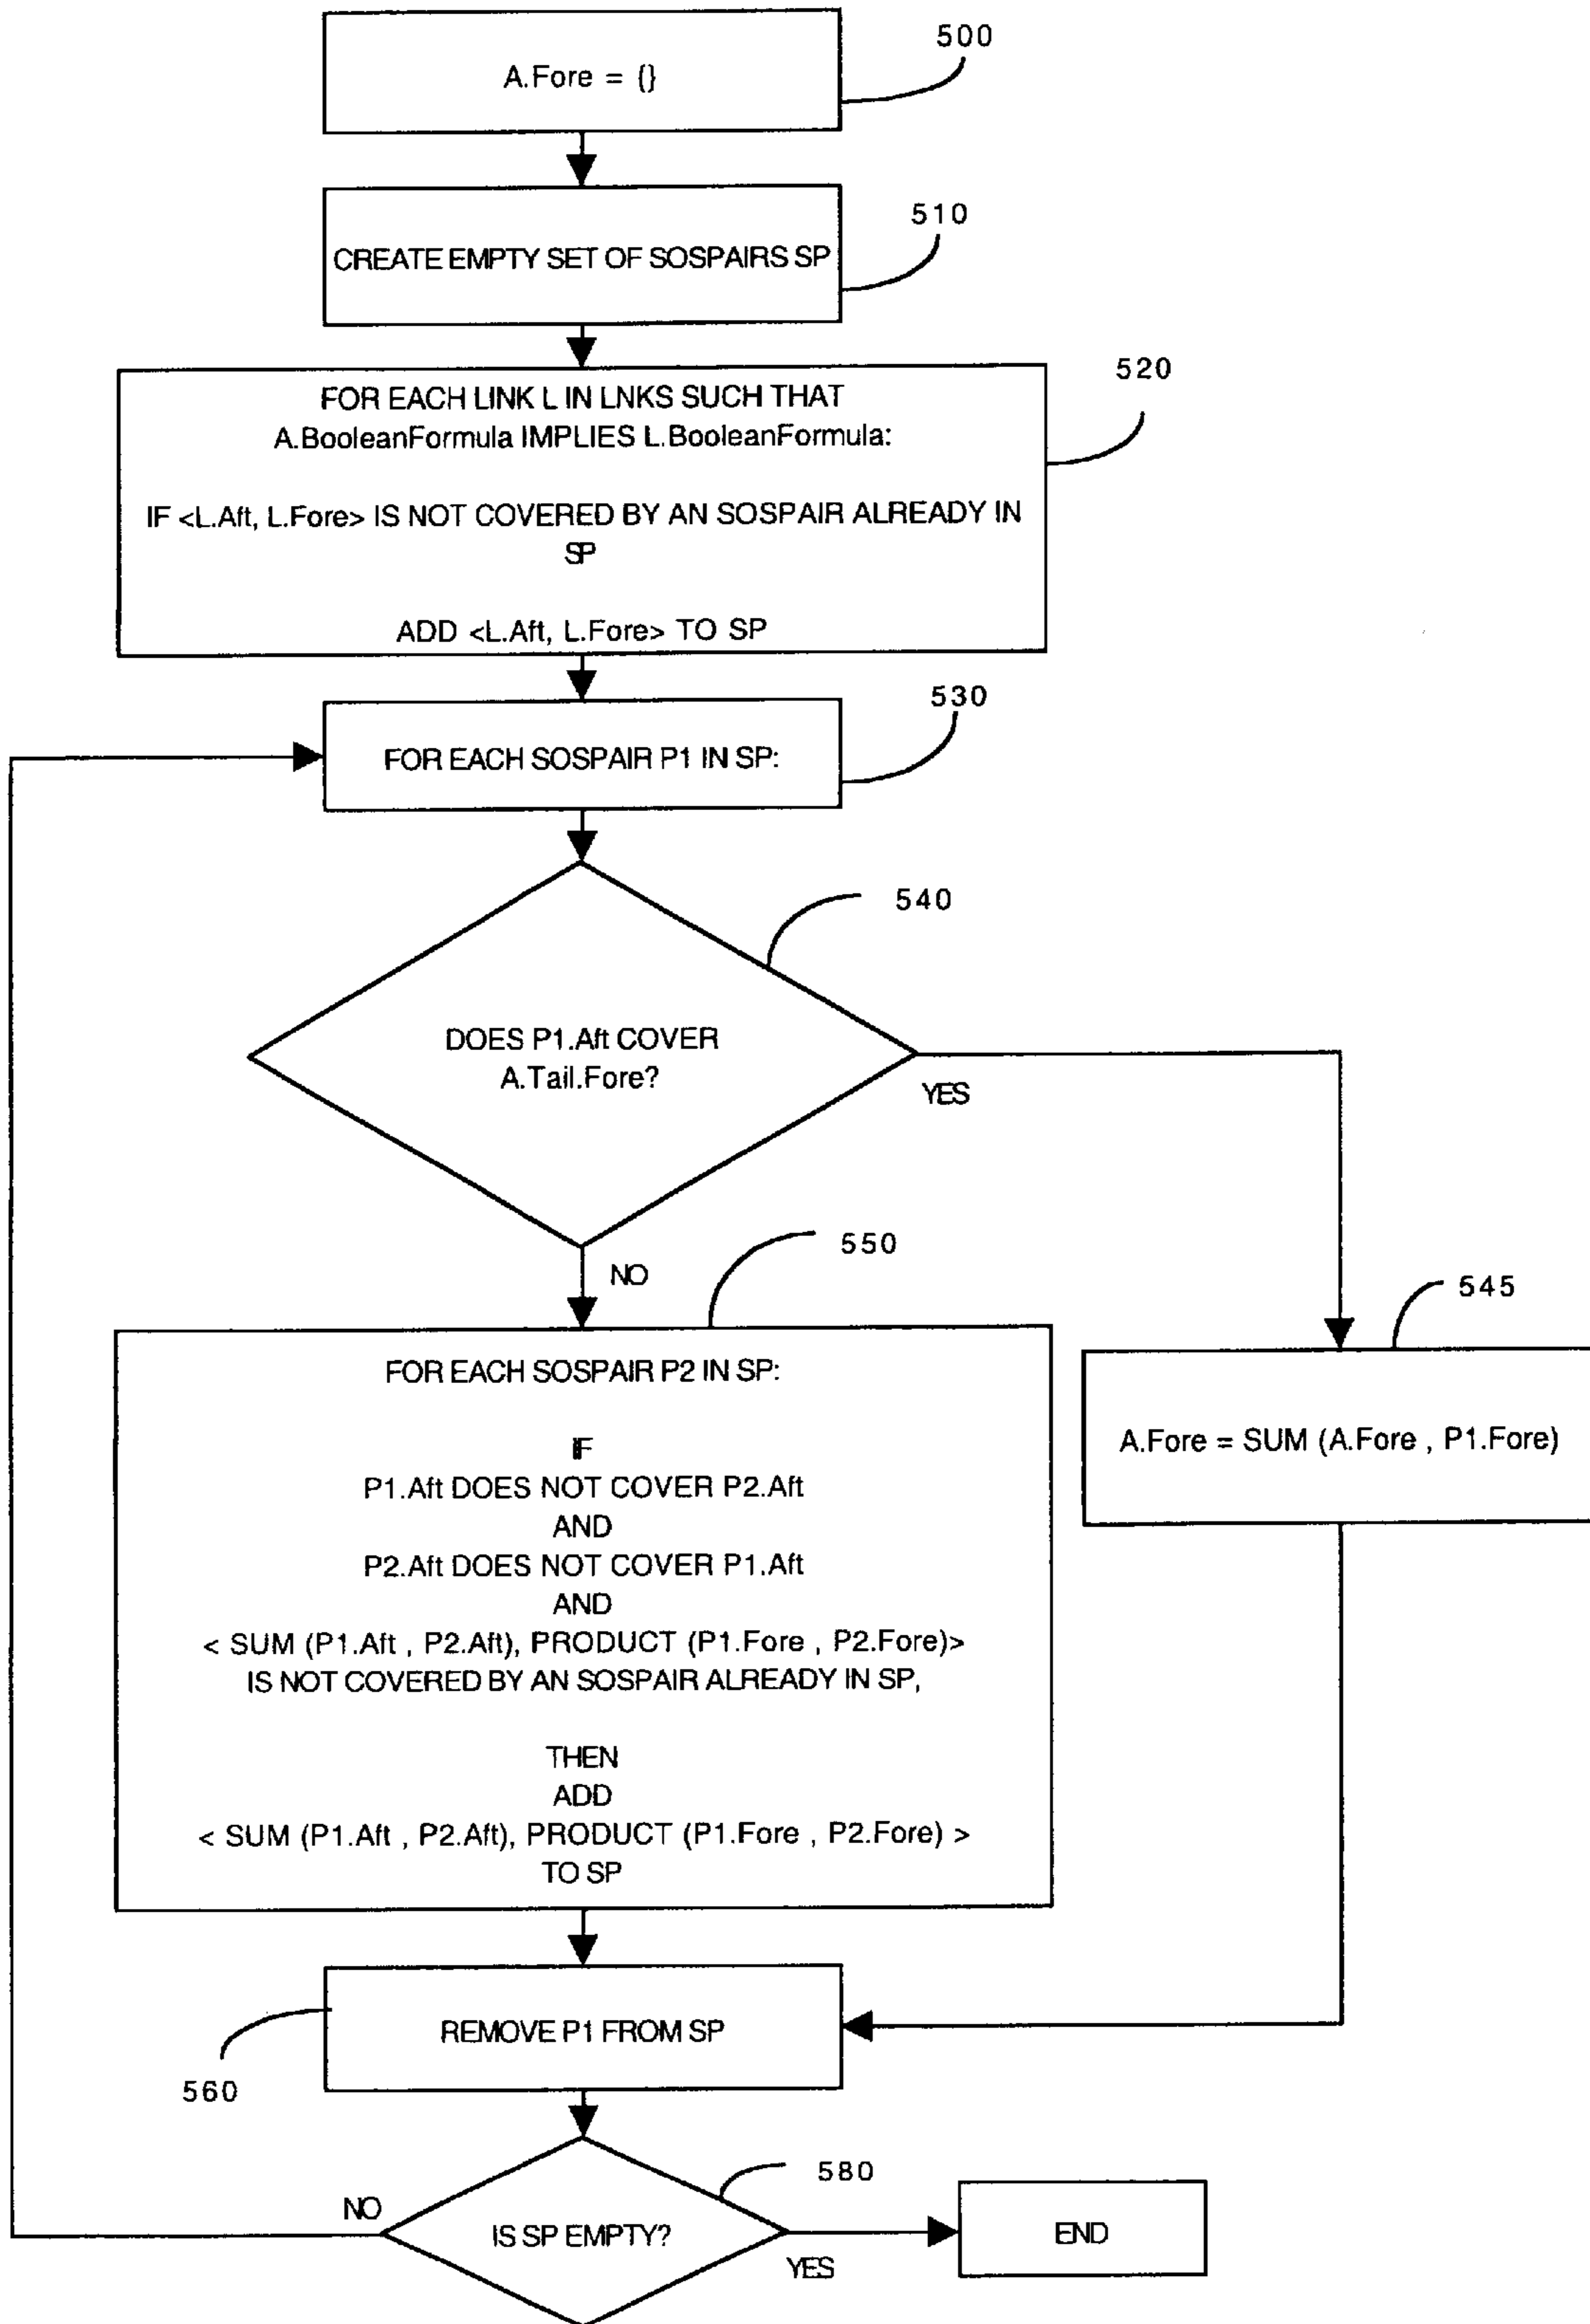 500
A.Fore = {}
510
CREATE EMPTY SET OF SOSPAIRS SP
520
FOR EACH LINK L IN LNKS SUCH THAT
A.BooleanFormula IMPLIES L.BooleanFormula:
IF <L.Aft, L.Fore> IS NOT COVERED BY AN SOSPAIR ALREADY IN
SP
ADD <L.Aft, L.Fore> TO SP
530
FOR EACH SOSPAIR P1 IN SP:
540
DOES P1.Aft COVER
A.Tail.Fore?
YES
NO
550
545
FOR EACH SOSPAIR P2 IN SP:
IF
P1.Aft DOES NOT COVER P2.Aft
AND
P2.Aft DOES NOT COVER P1.Aft
AND
< SUM (P1.Aft , P2.Aft), PRODUCT (P1.Fore , P2.Fore)>
IS NOT COVERED BY AN SOSPAIR ALREADY IN SP,
THEN
ADD
< SUM (P1.Aft , P2.Aft), PRODUCT (P1.Fore , P2.Fore) >
TO SP
A.Fore = SUM (A.Fore , P1.Fore)
REMOVE P1 FROM SP
560
580
NO
IS SP EMPTY?
YES
END